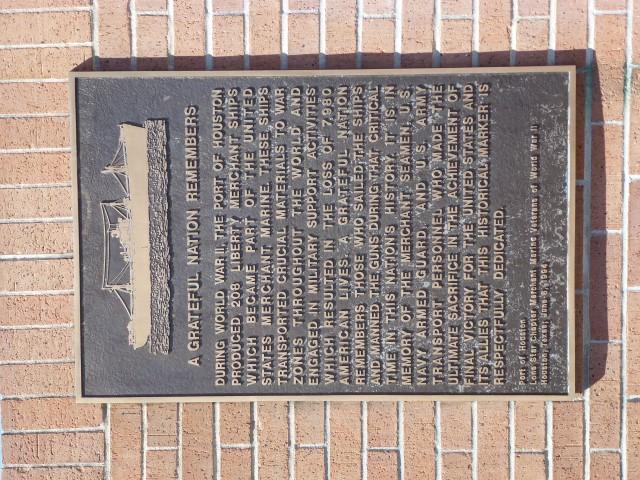 A GRATEFUL NATION REMEMBERS
DURING WORLD WAR II, THE PORT OF HOUSTON
PRODUCED 208 LIBERTY MERCHANT SHIPS
WHICH BECAME PART OF THE UNITED
STATES MERCHANT MARINE. THESE SHIPS
TRANSPORTED CRUCIAL MATERIALS TO WAR
ZONES THROUGHOUT THE WORLD AND
ENGAGED IN MILITARY SUPPORT ACTIVITIES
WHICH RESULTED IN THE LOSS OF 7,980
AMERICAN LIVES. A GRATEFUL NATION
REMEMBERS THOSE WHO SAILED THE SHIPS
AND MANNED THE GUNS DURING THAT CRITICAL
TIME IN THIS NATION'S HISTORY. IT IS IN
MEMORY OF THE MERCHANT SEAMEN, U.S.
NAVY ARMED GUARD, AND U.S. ARMY
TRANSPORT PERSONNEL WHO MADE THE
ULTIMATE SACRIFICE IN THE ACHIEVEMENT OF
FINAL VICTORY FOR THE UNITED STATES AND
ITS ALLIES THAT THIS HISTORICAL MARKER IS
RESPECTFULLY DEDICATED.
Port of Houston
Lone Star Chapter, Merchant Marine Veterans of World War II
Houston, Texas; June 6, 1994